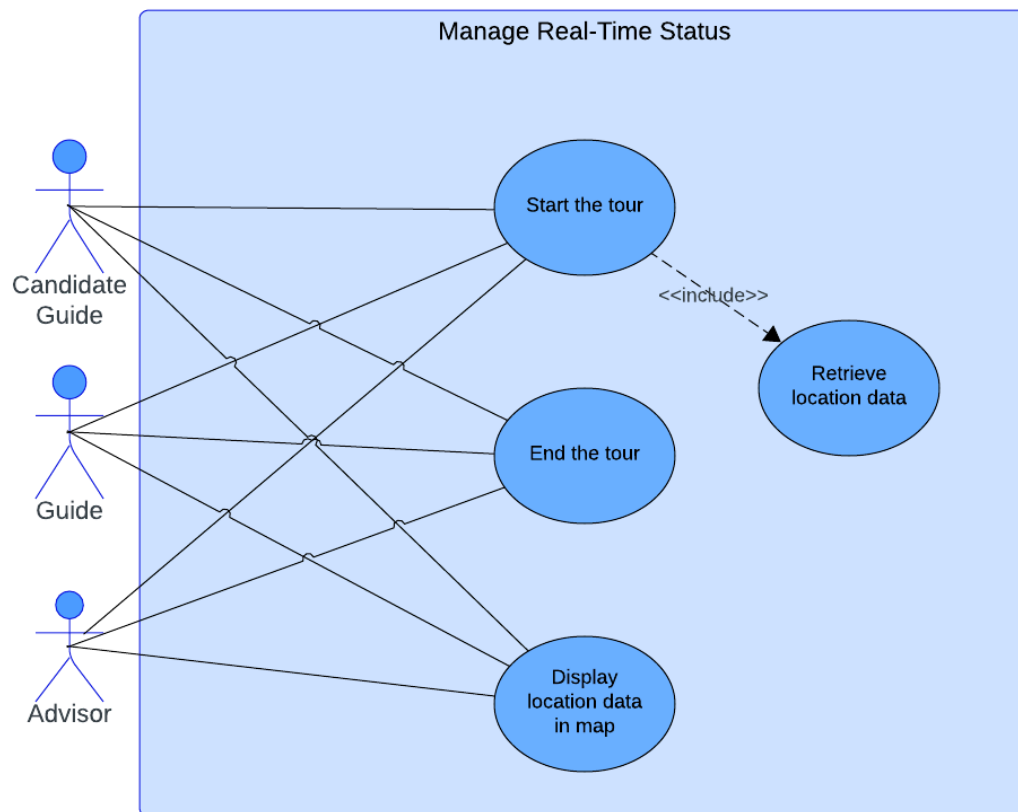 Manage Real-Time Status
Start the tour
Candidate
Guide
<<include>>
Retrieve
location data
Guide
End the tour
Advisor
Display
location data
in map